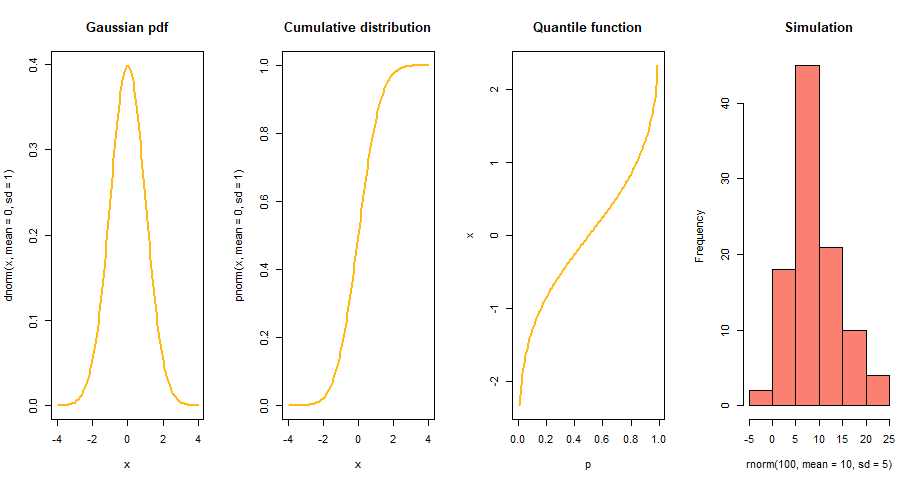 Gaussian pdf
dnorm(x, mean = 0, sd = 1)
0.4
0.3
0.2
0.1
0.0
-4 -2 0 2 4
x
Cumulative distribution
pnorm(x, mean = 0, sd = 1)
1.0
0.8
0.6
0.4
0.2
0.0
-4 -2 0 2 4
x
Quantile function
x
2
1
0
-1
-2
0.0 0.2 0.4 0.6 0.8 1.0
p
Simulation
Frequency
40
30
20
10
0
-5 0 5 10 15 20 25
rnorm(100, mean = 10, sd = 5)